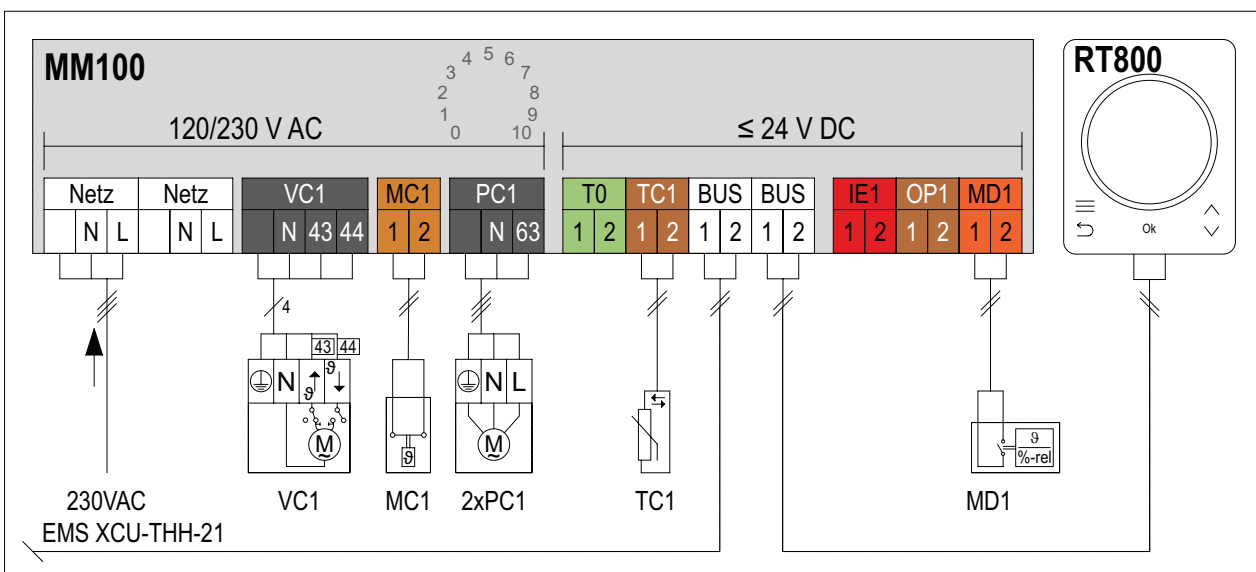 MM100
RT800
0 1 2 3 4 5 6 7 8 9 10
120/230 V AC
≤ 24 V DC
Netz Netz VC1 MC1 PC1 T0 TC1 BUS BUS IE1 OP1 MD1
N L N L N 43 44 1 2 N 63 1 2 1 2 1 2 1 2 1 2 1 2 1 2
Ok
4
43 44
N ϑ ϑ
N L
M
ϑ
M
ϑ
%-rel
230VAC
EMS XCU-THH-21
VC1
MC1
2xPC1
TC1
MD1